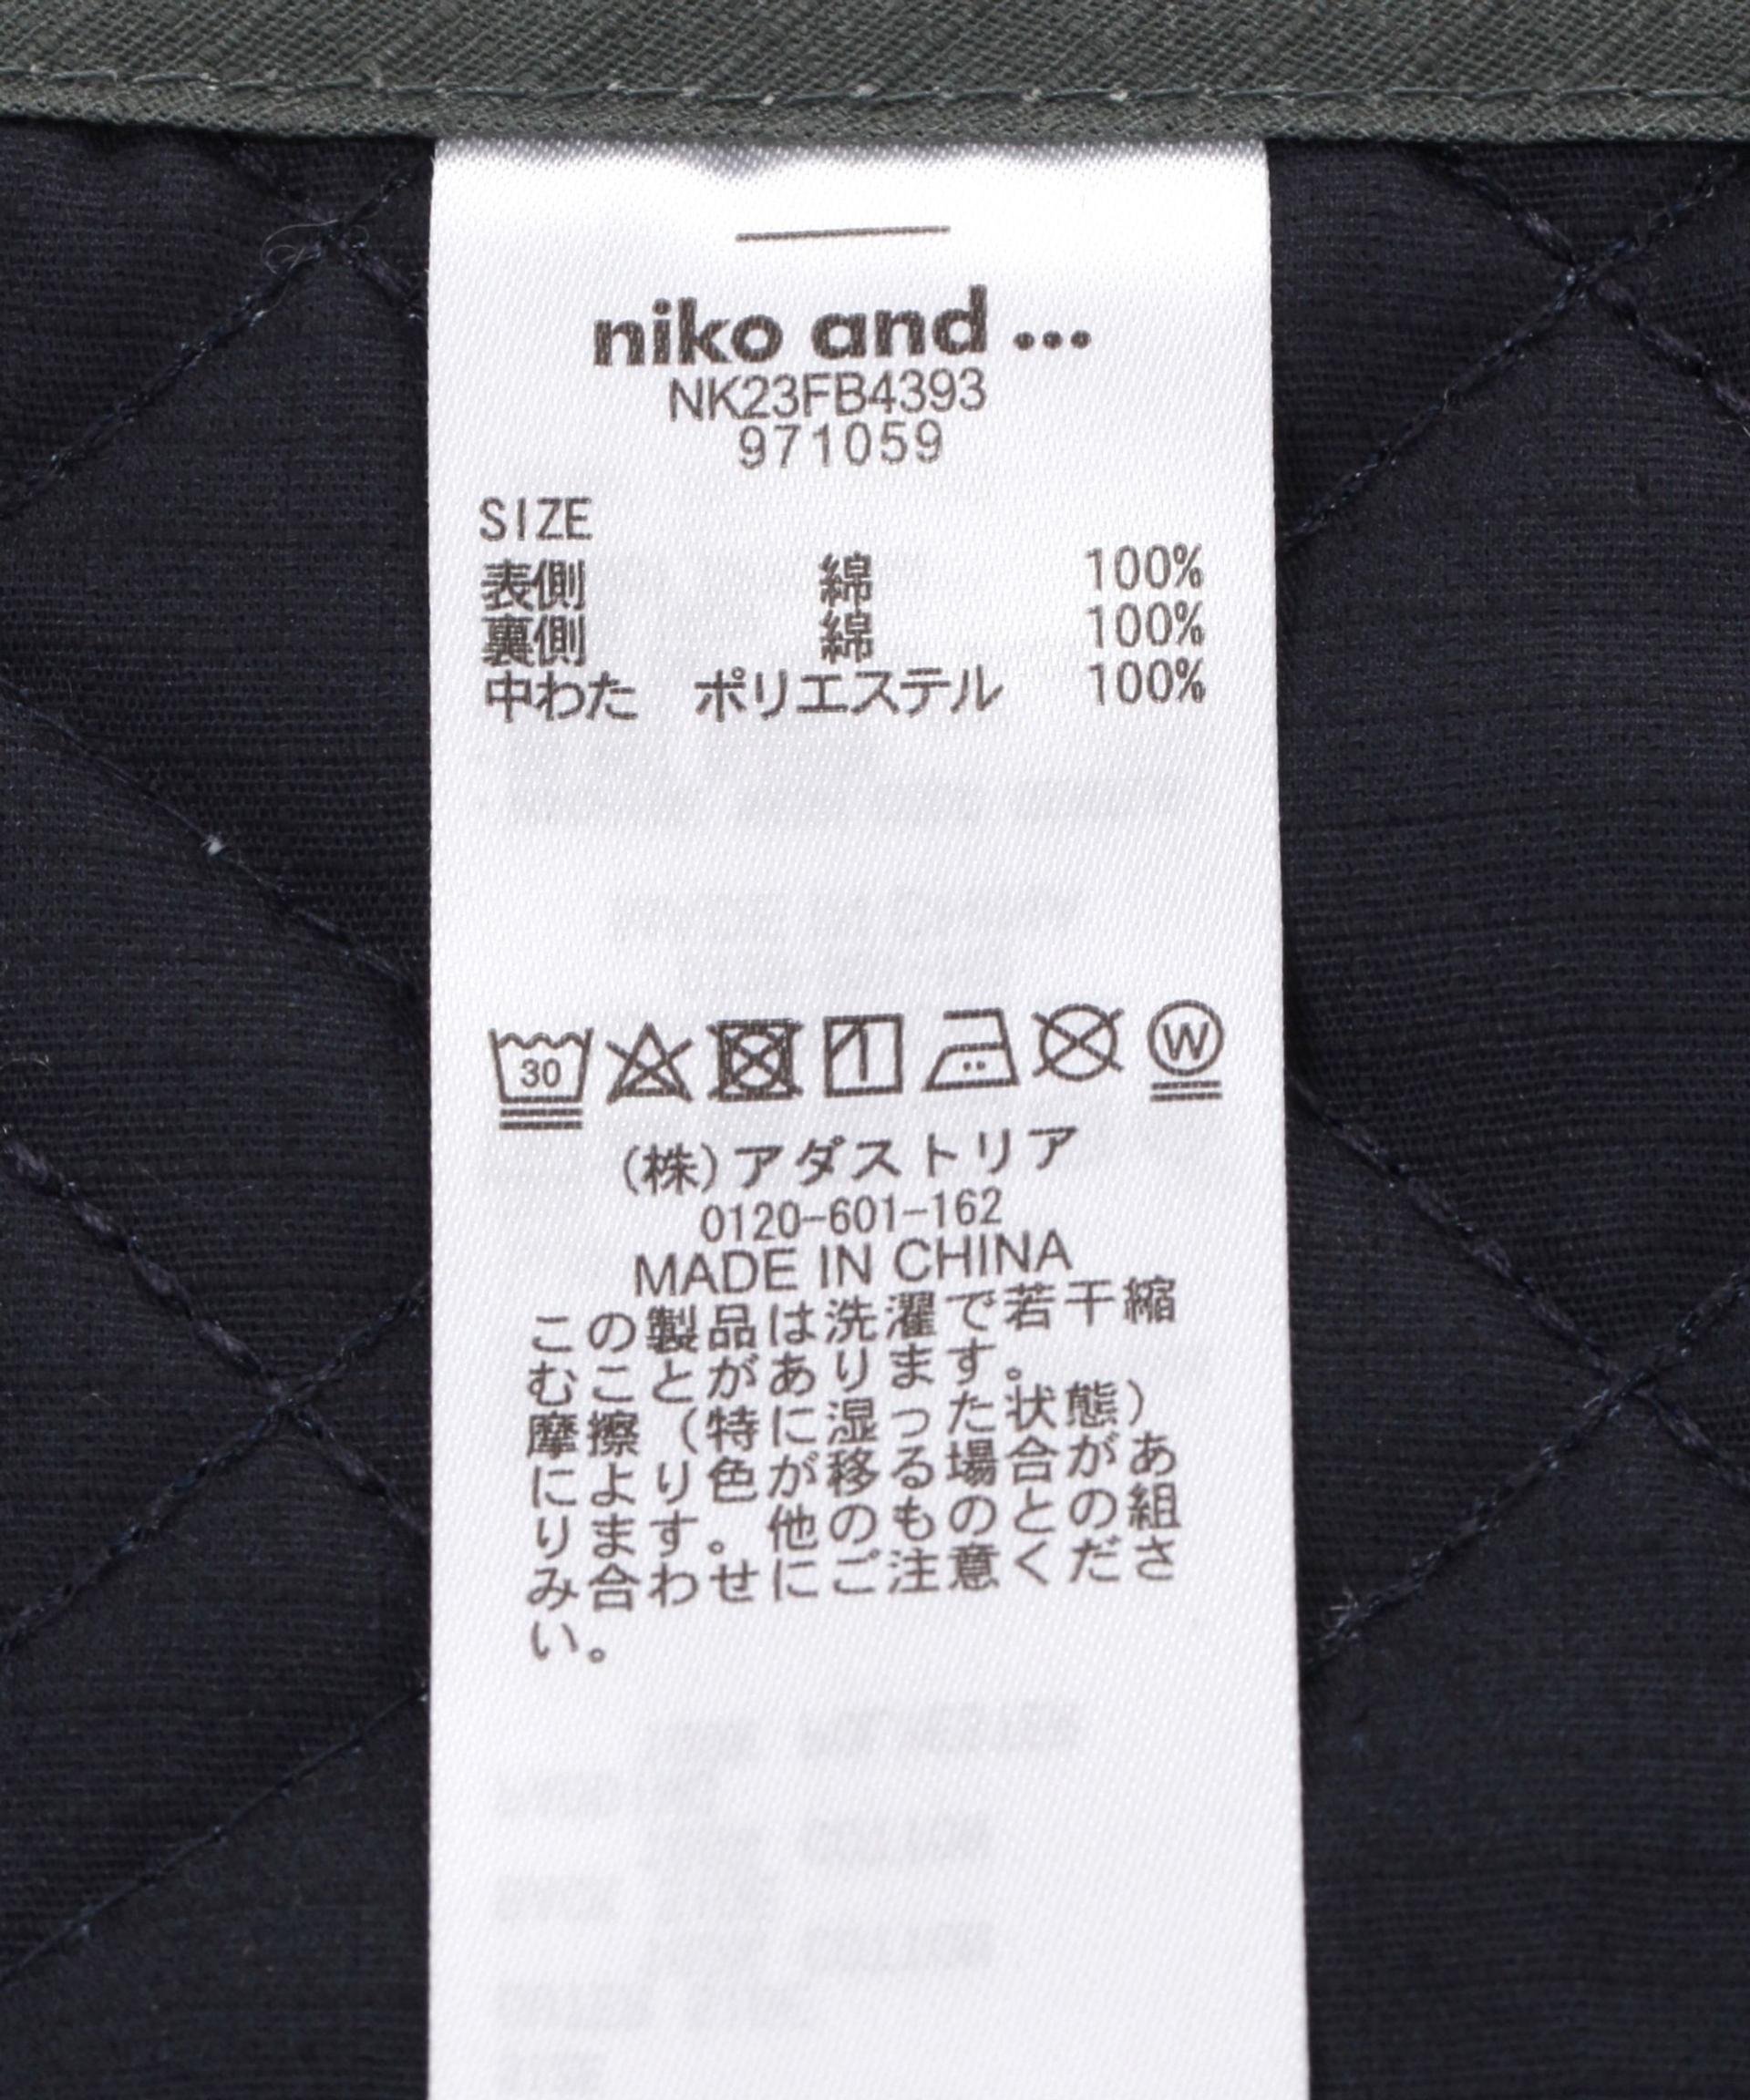 niko and ...
NK23FB4393
971059
SIZE
表側 綿 100%
裏側 綿 100%
中わた ポリエステル 100%
30 1 W
(株)アダストリア
0120-601-162
MADE IN CHINA
この製品は洗濯で若干縮
むことがあります。
摩擦(特に湿った状態)
により色が移る場合があ
ります。他のものとの組
み合わせにご注意くださ
い。